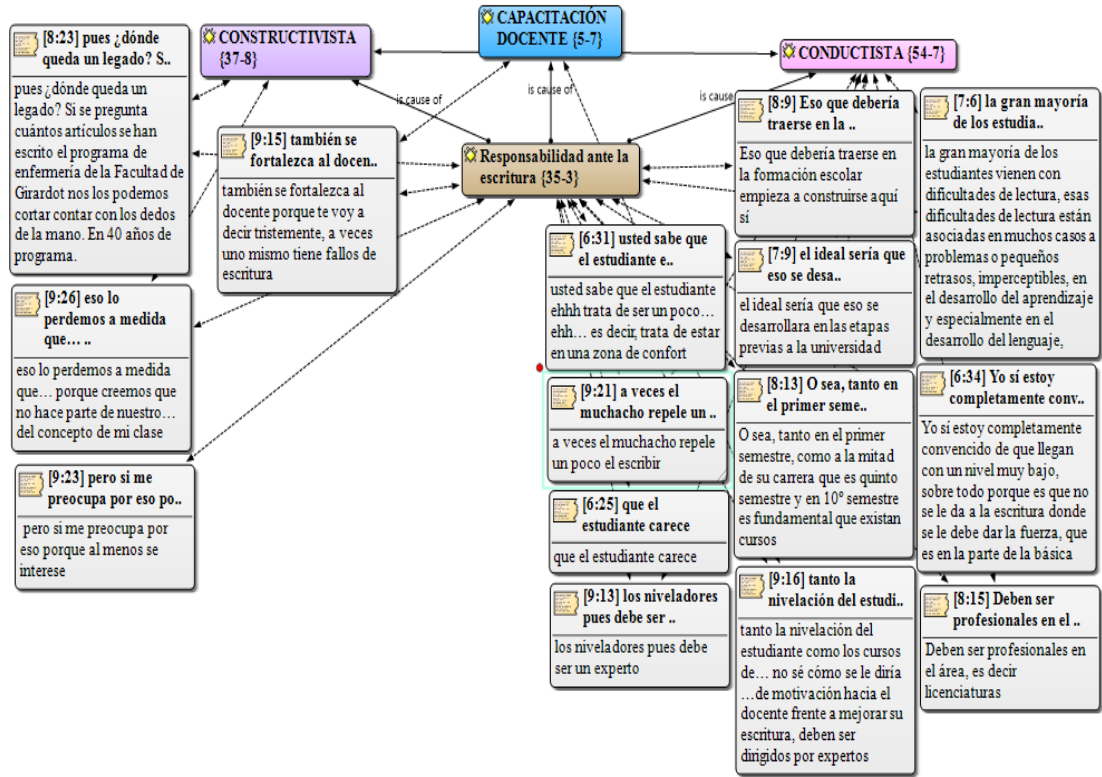 CAPACITACIÓN
DOCENTE {5-7}
CONSTRUCTIVISTA
{37-8}
CONDUCTISTA {54-7}
is cause of
is cause of
is cause
Responsabilidad ante la
escritura {35-3}
[8:23] pues ¿dónde
queda un legado? S..
pues ¿dónde queda un
legado? Si se pregunta
cuántos artículos se han
escrito el programa de
enfermería de la Facultad de
Girardot nos los podemos
cortar contar con los dedos
de la mano. En 40 años de
programa.
[9:15] también se
fortalezca al docen..
también se fortalezca al
docente porque te voy a
decir tristemente, a veces
uno mismo tiene fallos de
escritura
[9:26] eso lo
perdemos a medida
que... ..
eso lo perdemos a medida
que... porque creemos que
no hace parte de nuestro...
del concepto de mi clase
[9:23] pero si me
preocupa por eso po..
pero si me preocupa por
eso porque al menos se
interese
[6:31] usted sabe que
el estudiante e..
usted sabe que el estudiante
ehhh trata de ser un poco...
ehh... es decir, trata de estar
en una zona de confort
[9:21] a veces el
muchacho repele un ..
a veces el muchacho repele
un poco el escribir
[6:25] que el
estudiante carece
que el estudiante carece
[9:13] los niveladores
pues debe ser ..
los niveladores pues debe
ser un experto
[8:9] Eso que debería
traerse en la ..
Eso que debería traerse en
la formación escolar
empieza a construirse aquí
sí
[7:9] el ideal sería que
eso se desa..
el ideal sería que eso se
desarrollara en las etapas
previas a la universidad
[8:13] O sea, tanto en
el primer seme..
O sea, tanto en el primer
semestre, como a la mitad
de su carrera que es quinto
semestre y en 10º semestre
es fundamental que existan
cursos
[9:16] tanto la
nivelación del estudi..
tanto la nivelación del
estudiante como los cursos
de... no sé cómo se le diría
...de motivación hacia el
docente frente a mejorar su
escritura, deben ser
dirigidos por expertos
[7:6] la gran mayoría
de los estudia..
la gran mayoría de los
estudiantes vienen con
dificultades de lectura, esas
dificultades de lectura están
asociadas en muchos casos a
problemas o pequeños
retrasos, imperceptibles, en
el desarrollo del aprendizaje
y especialmente en el
desarrollo del lenguaje,
[6:34] Yo sí estoy
completamente conv..
Yo sí estoy completamente
convencido de que llegan
con un nivel muy bajo,
sobre todo porque es que no
se le da a la escritura donde
se le debe dar la fuerza, que
es en la parte de la básica
[8:15] Deben ser
profesionales en el ..
Deben ser profesionales en
el área, es decir
licenciaturas